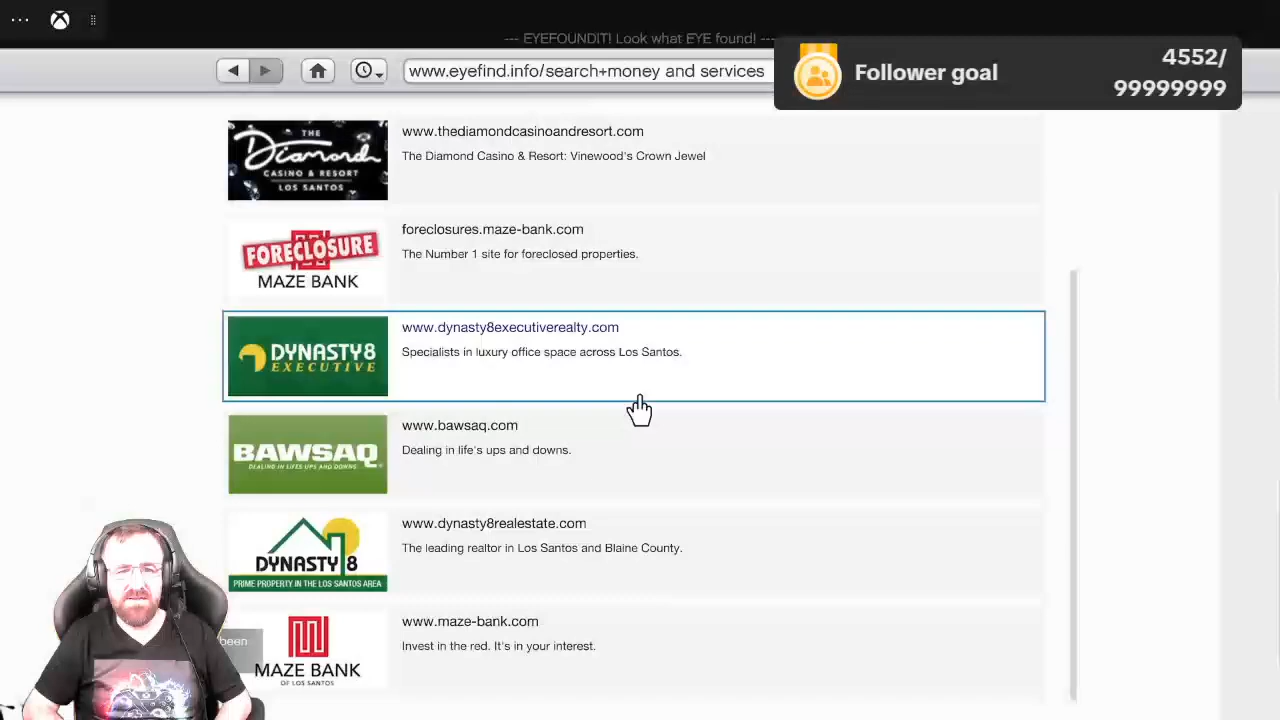 --- EYEFOUNDIT! Look what EYE found! ---
www.eyefind.info/search+money and services
Follower goal
4552/
99999999
THE
Diamond
CASINO & RESORT
LOS SANTOS
www.thediamondcasinoandresort.com
The Diamond Casino & Resort: Vinewood's Crown Jewel
FORECLOSURE
MAZE BANK
foreclosures.maze-bank.com
The Number 1 site for foreclosed properties.
DYNASTY8
EXECUTIVE
www.dynasty8executiverealty.com
Specialists in luxury office space across Los Santos.
BAWSAQ
DEALING IN LIFE'S UPS AND DOWNS
www.bawsaq.com
Dealing in life's ups and downs.
DYNASTY 8
PRIME PROPERTY IN THE LOS SANTOS AREA
www.dynasty8realestate.com
The leading realtor in Los Santos and Blaine County.
been
MAZE BANK
OF LOS SANTOS
www.maze-bank.com
Invest in the red. It's in your interest.